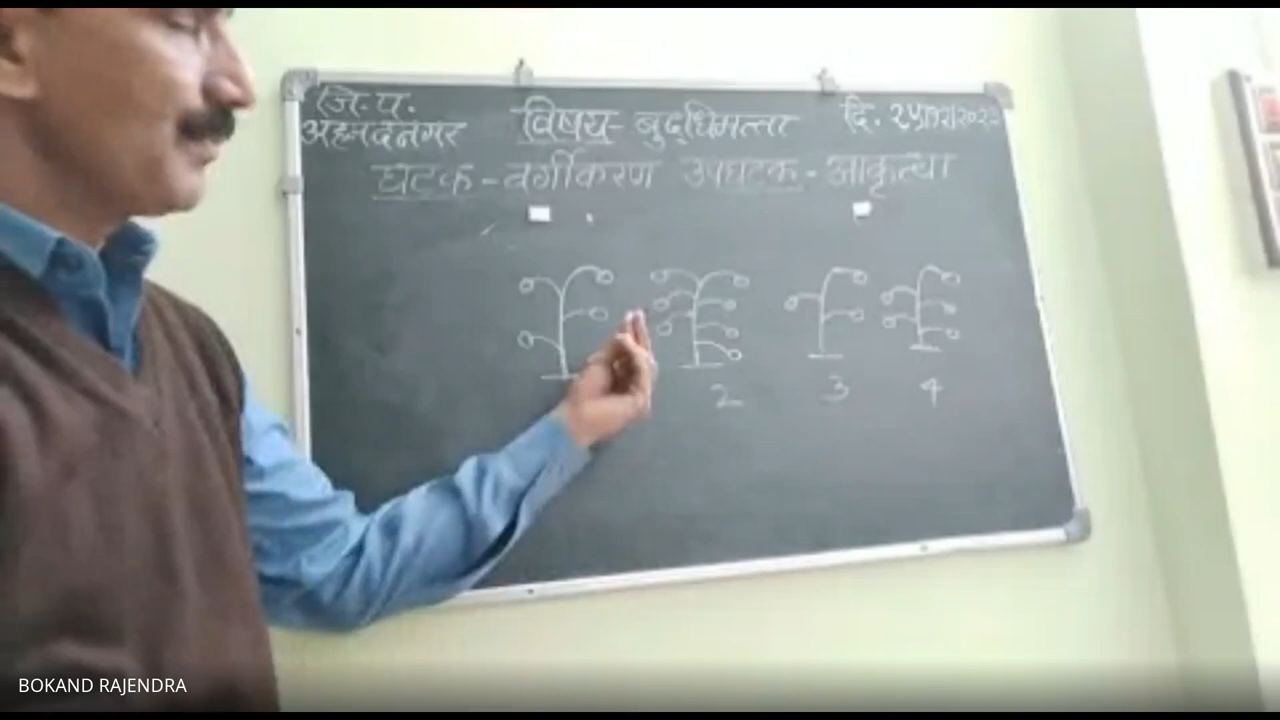 जि.प.
अहमदनगर
विषय- बुद्धिमत्ता
दि.
घटक - वर्गीकरण उपघटक - आकृत्या
2 3 4
BOKAND RAJENDRA